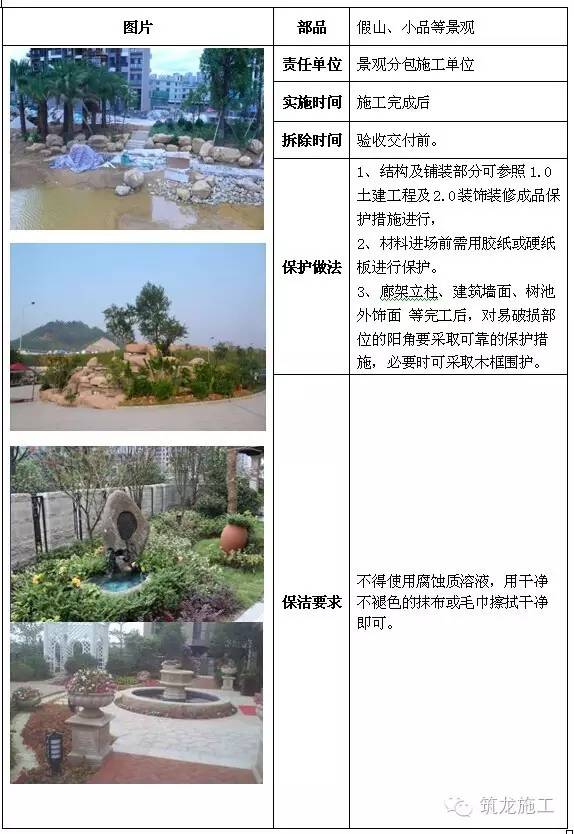 图片
部品
假山、小品等景观
责任单位
景观分包施工单位
实施时间
施工完成后
拆除时间
验收交付前。
保护做法
1、结构及铺装部分可参照 1.0
土建工程及 2.0 装饰装修成品保
护措施进行，
2、材料进场前需用胶纸或硬纸
板进行保护。
3、廊架立柱、建筑墙面、树池
外饰面 等完工后，对易破损部
位的阳角要采取可靠的保护措
施，必要时可采取木框围护。
保洁要求
不得使用腐蚀质溶液，用干净
不褪色的抹布或毛巾擦拭干净
即可。
筑龙施工